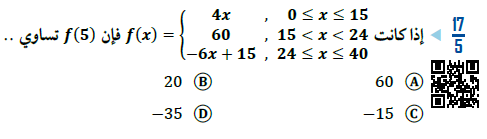 17/5 ◀ إذا كانت f(x) = { 4x , 0 ≤ x ≤ 15
60 , 15 < x < 24
−6x + 15 , 24 ≤ x ≤ 40 فإن f(5) تساوي ..
60 Ⓐ 20 Ⓑ
−15 Ⓒ −35 Ⓓ